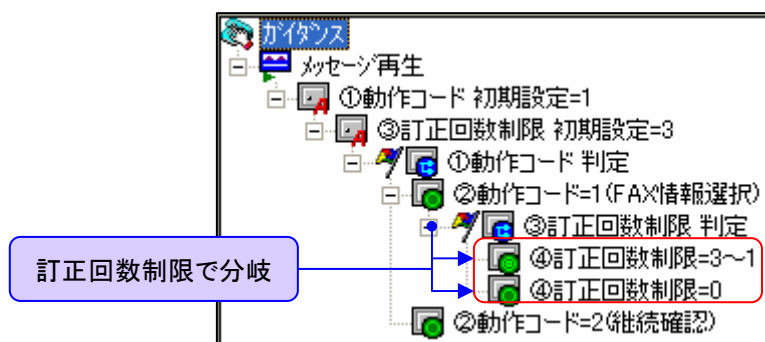 ガイダンス
メッセージ再生
①動作コード 初期設定=1
③訂正回数制限 初期設定=3
①動作コード 判定
②動作コード=1(FAX情報選択)
③訂正回数制限 判定
④訂正回数制限=3~1
訂正回数制限で分岐
④訂正回数制限=0
②動作コード=2(継続確認)